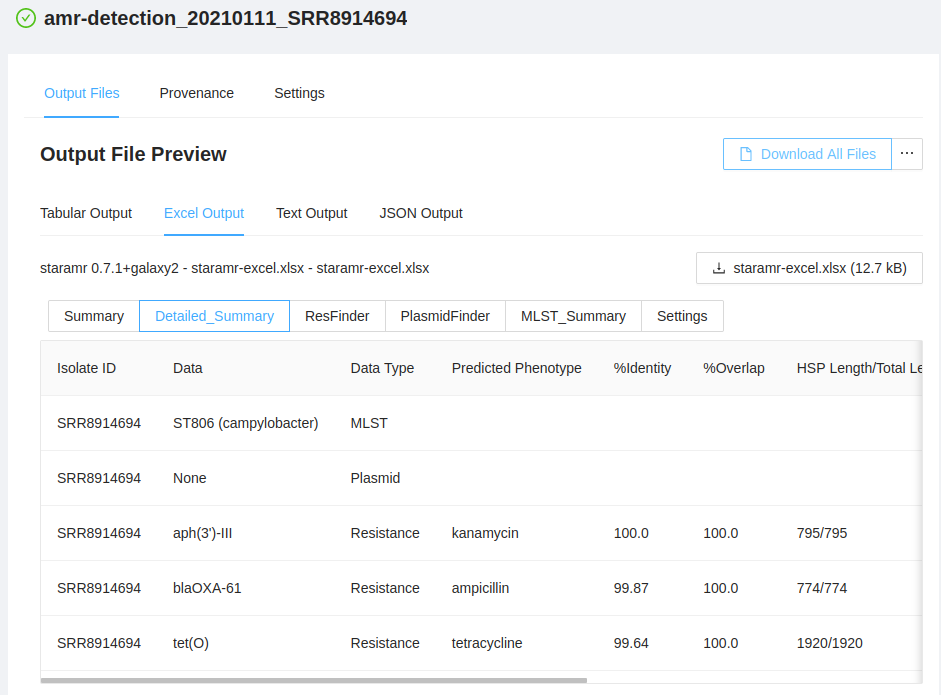 amr-detection_20210111_SRR8914694
Output Files Provenance Settings
Output File Preview
Download All Files ...
Tabular Output Excel Output Text Output JSON Output
staramr 0.7.1+galaxy2 - staramr-excel.xlsx - staramr-excel.xlsx
staramr-excel.xlsx (12.7 kB)
Summary Detailed_Summary ResFinder PlasmidFinder MLST_Summary Settings
Isolate ID Data Data Type Predicted Phenotype %Identity %Overlap HSP Length/Total Le
SRR8914694 ST806 (campylobacter) MLST
SRR8914694 None Plasmid
SRR8914694 aph(3')-III Resistance kanamycin 100.0 100.0 795/795
SRR8914694 blaOXA-61 Resistance ampicillin 99.87 100.0 774/774
SRR8914694 tet(O) Resistance tetracycline 99.64 100.0 1920/1920